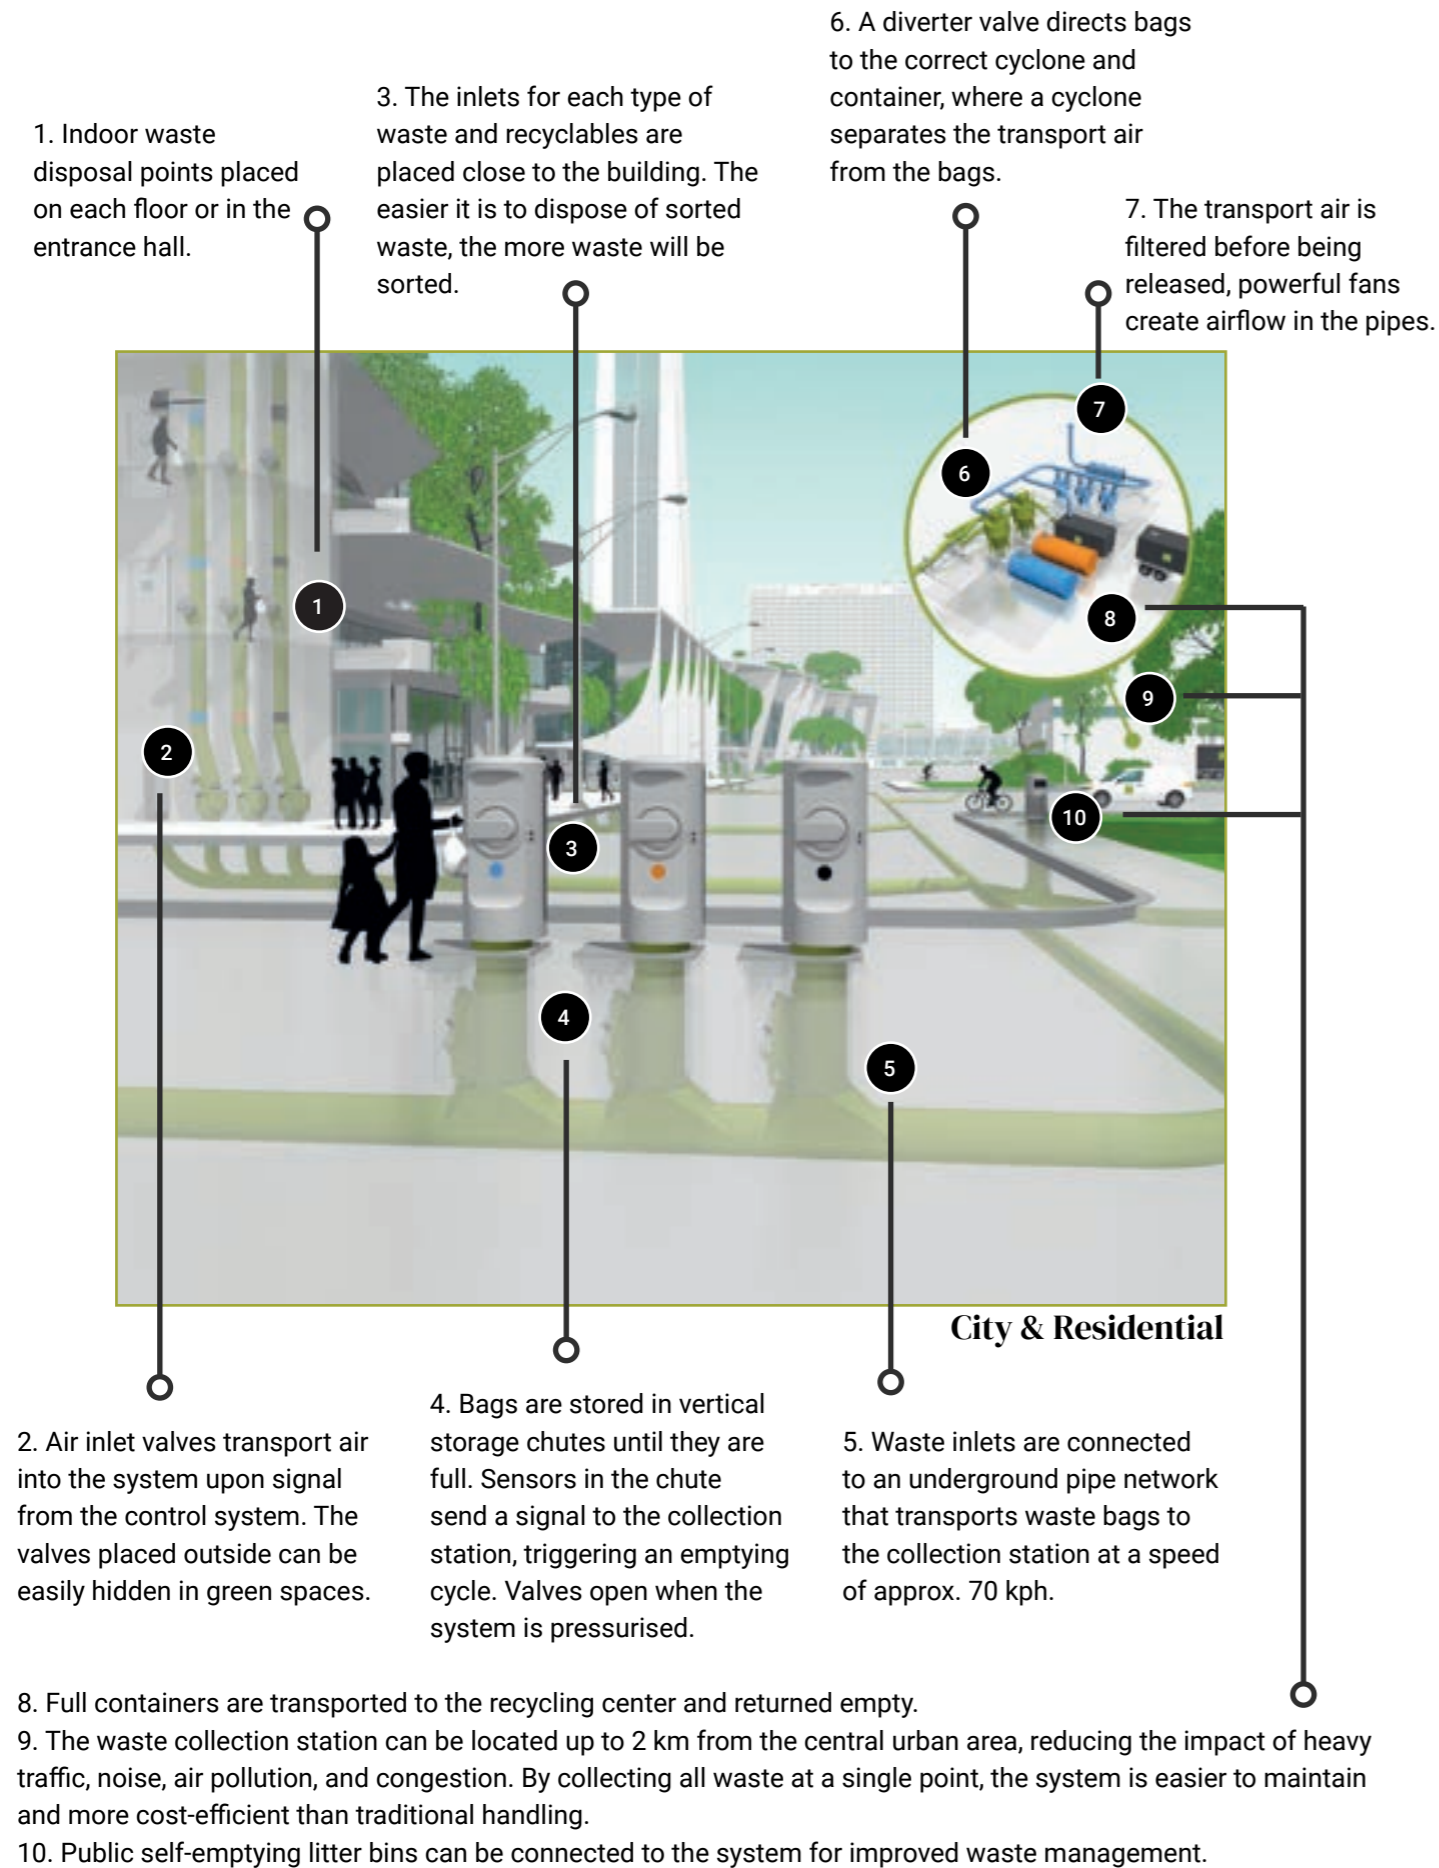 6. A diverter valve directs bags
to the correct cyclone and
container, where a cyclone
separates the transport air
from the bags.
3. The inlets for each type of
waste and recyclables are
placed close to the building. The
easier it is to dispose of sorted
waste, the more waste will be
sorted.
1. Indoor waste
disposal points placed
on each floor or in the
entrance hall.
7. The transport air is
filtered before being
released, powerful fans
create airflow in the pipes.
7
6
1
8
9
2
10
3
4
5
City & Residential
2. Air inlet valves transport air
into the system upon signal
from the control system. The
valves placed outside can be
easily hidden in green spaces.
4. Bags are stored in vertical
storage chutes until they are
full. Sensors in the chute
send a signal to the collection
station, triggering an emptying
cycle. Valves open when the
system is pressurised.
5. Waste inlets are connected
to an underground pipe network
that transports waste bags to
the collection station at a speed
of approx. 70 kph.
8. Full containers are transported to the recycling center and returned empty.
9. The waste collection station can be located up to 2 km from the central urban area, reducing the impact of heavy
traffic, noise, air pollution, and congestion. By collecting all waste at a single point, the system is easier to maintain
and more cost-efficient than traditional handling.
10. Public self-emptying litter bins can be connected to the system for improved waste management.